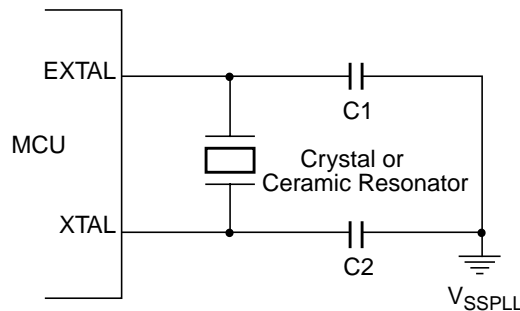 EXTAL
C1
MCU
Crystal or
Ceramic Resonator
XTAL
C2
VSSPLL